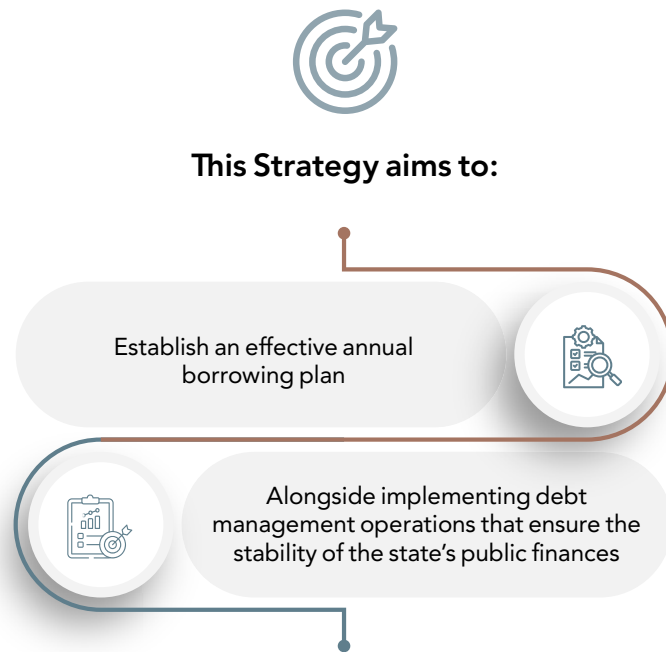 This Strategy aims to:
Establish an effective annual
borrowing plan
Alongside implementing debt
management operations that ensure the
stability of the state’s public finances